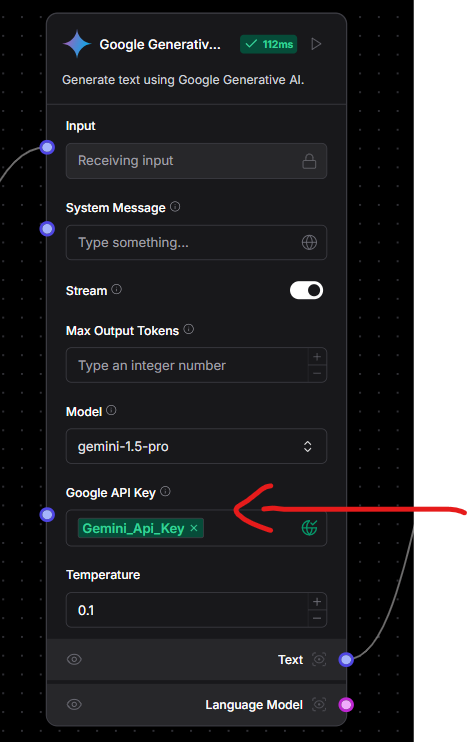 Google Generativ...
112ms
Generate text using Google Generative AI.
Input
Receiving input
System Message
Type something...
Stream
Max Output Tokens
Type an integer number
Model
gemini-1.5-pro
Google API Key
Gemini_Api_Key ×
Temperature
0.1
Text
Language Model